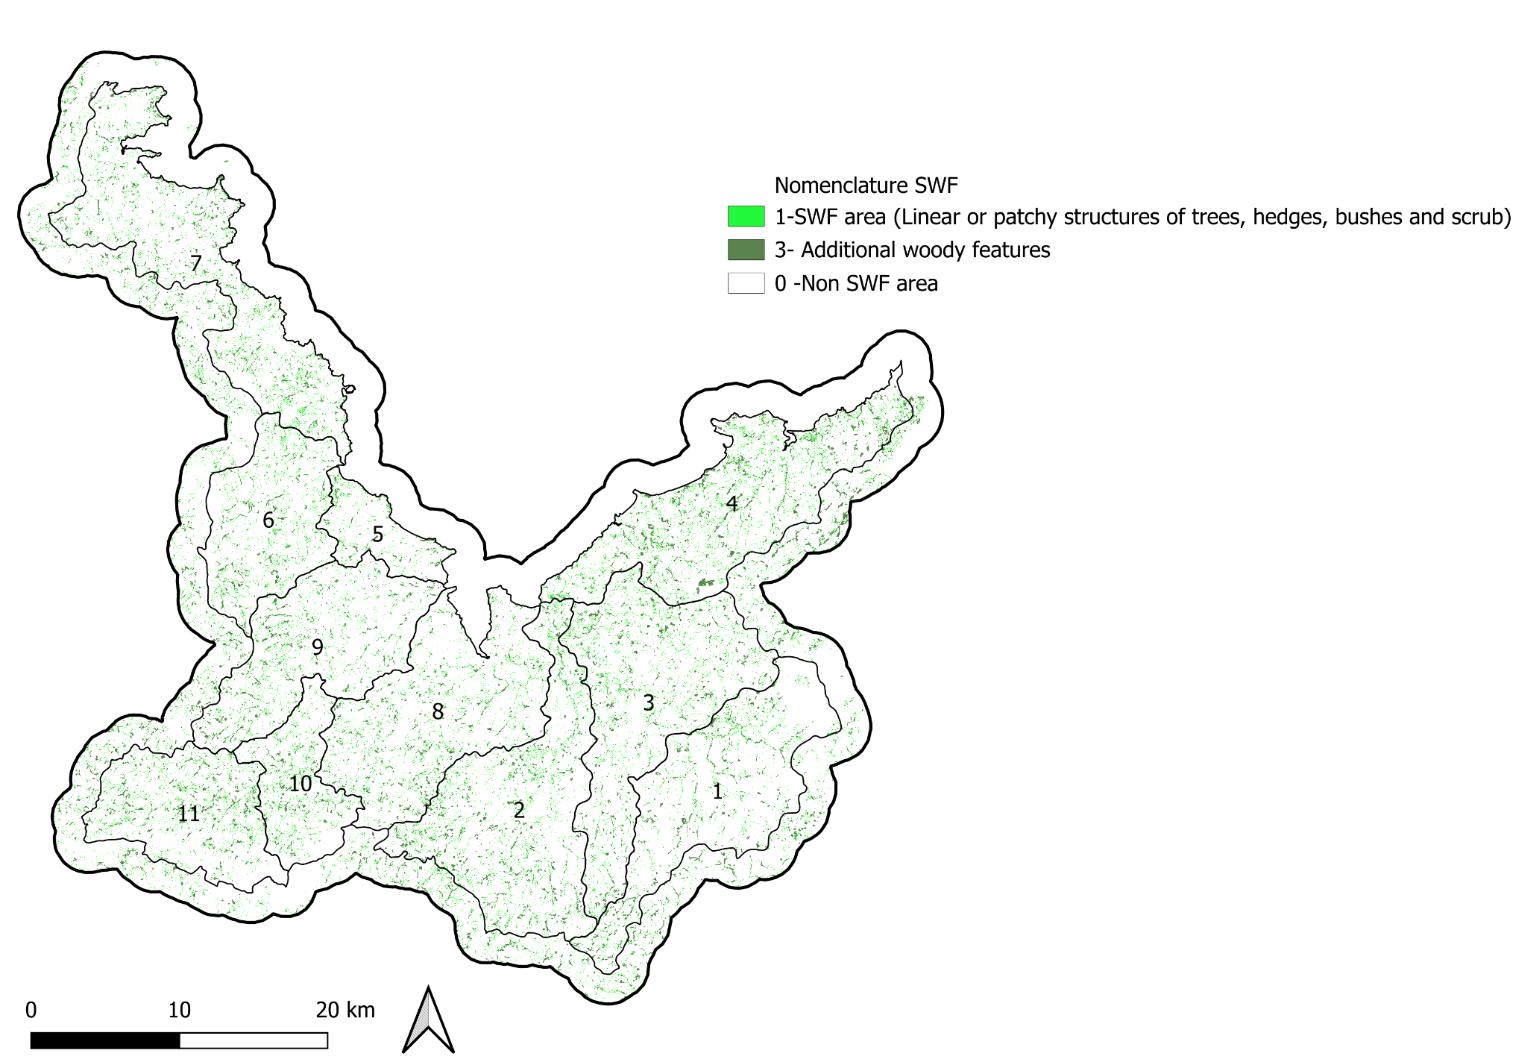 Nomenclature SWF
1-SWF area (Linear or patchy structures of trees, hedges, bushes and scrub)
3- Additional woody features
0 -Non SWF area
7
4
6
5
9
3
8
10
1
2
11
0 10 20 km